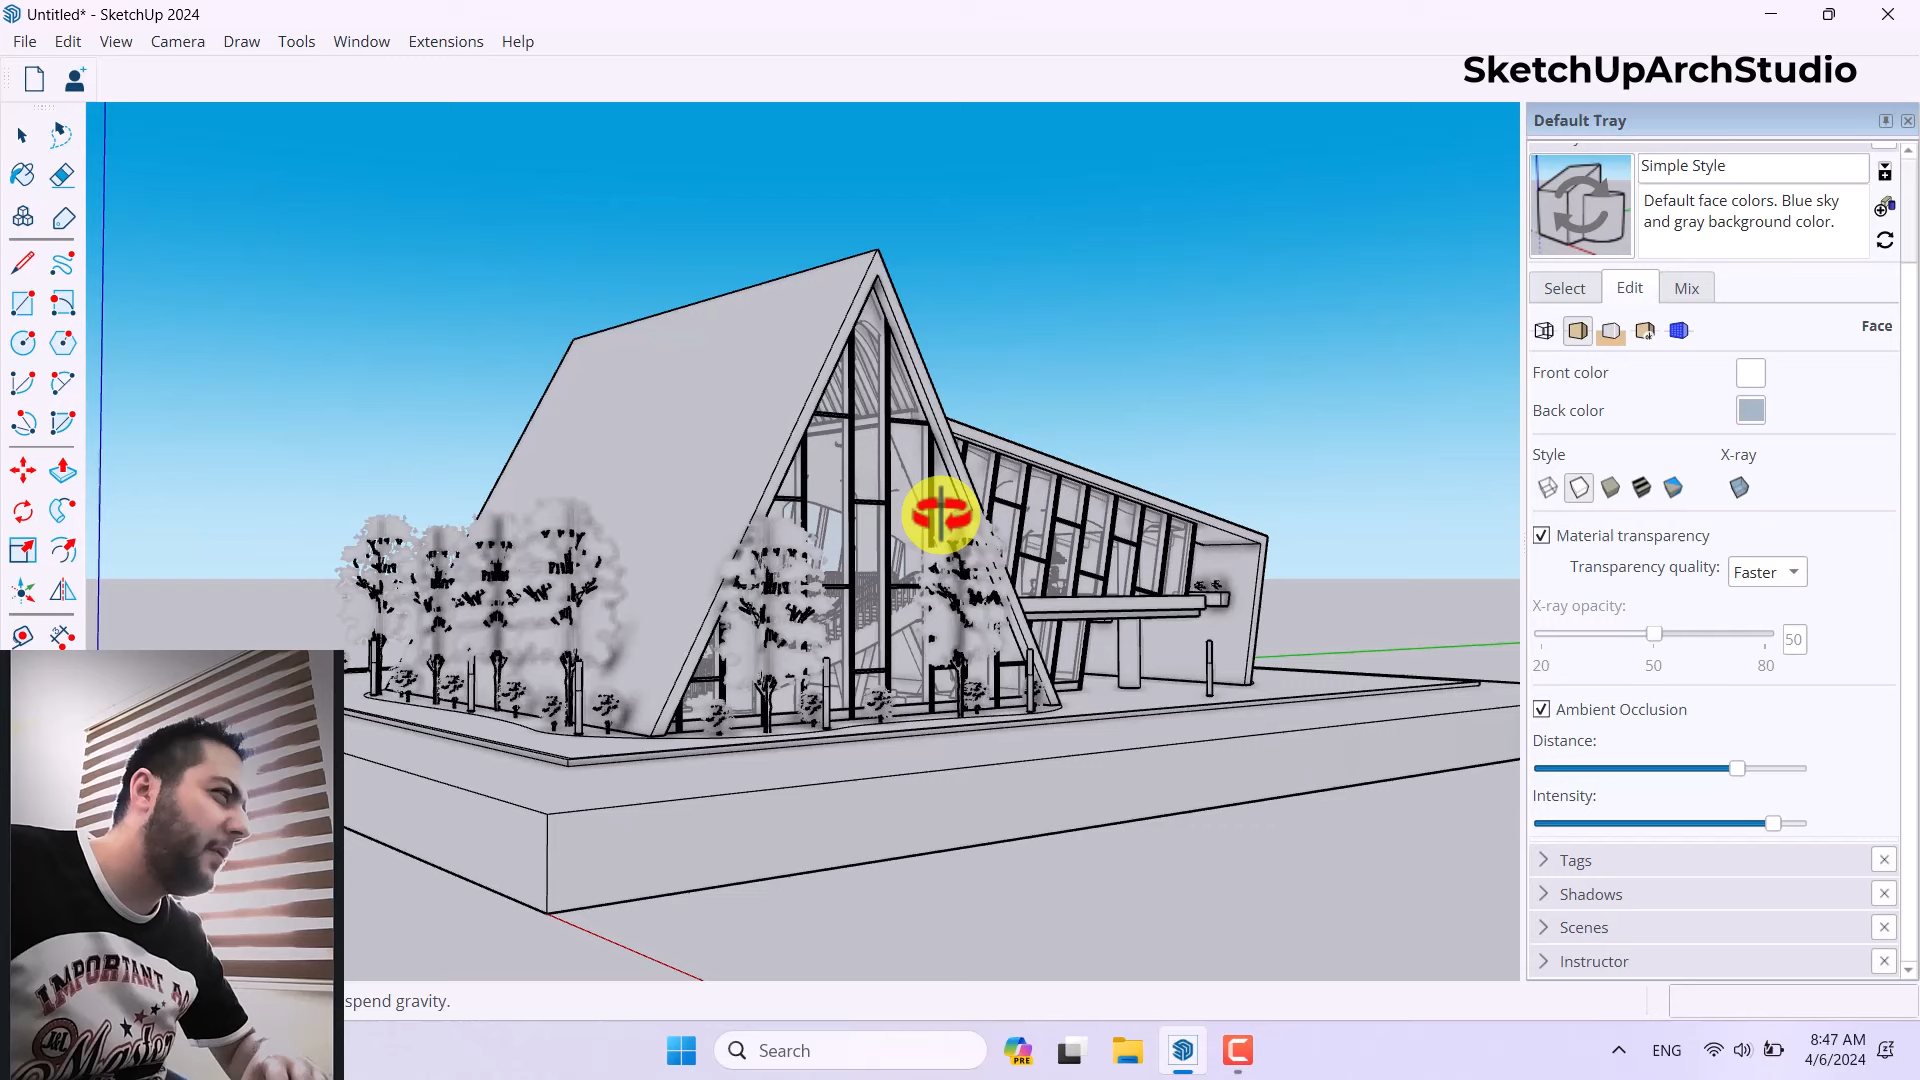 Untitled* - SketchUp 2024
File Edit View Camera Draw Tools Window Extensions Help
SketchUpArchStudio
Default Tray
Simple Style
Default face colors. Blue sky
and gray background color.
Select Edit Mix
Face
Front color
Back color
Style X-ray
Material transparency
Transparency quality: Faster
X-ray opacity:
50
20 50 80
Ambient Occlusion
Distance:
Intensity:
Tags
Shadows
Scenes
Instructor
IMPORTANT
Master
spend gravity.
Search
PRE
ENG
8:47 AM
4/6/2024